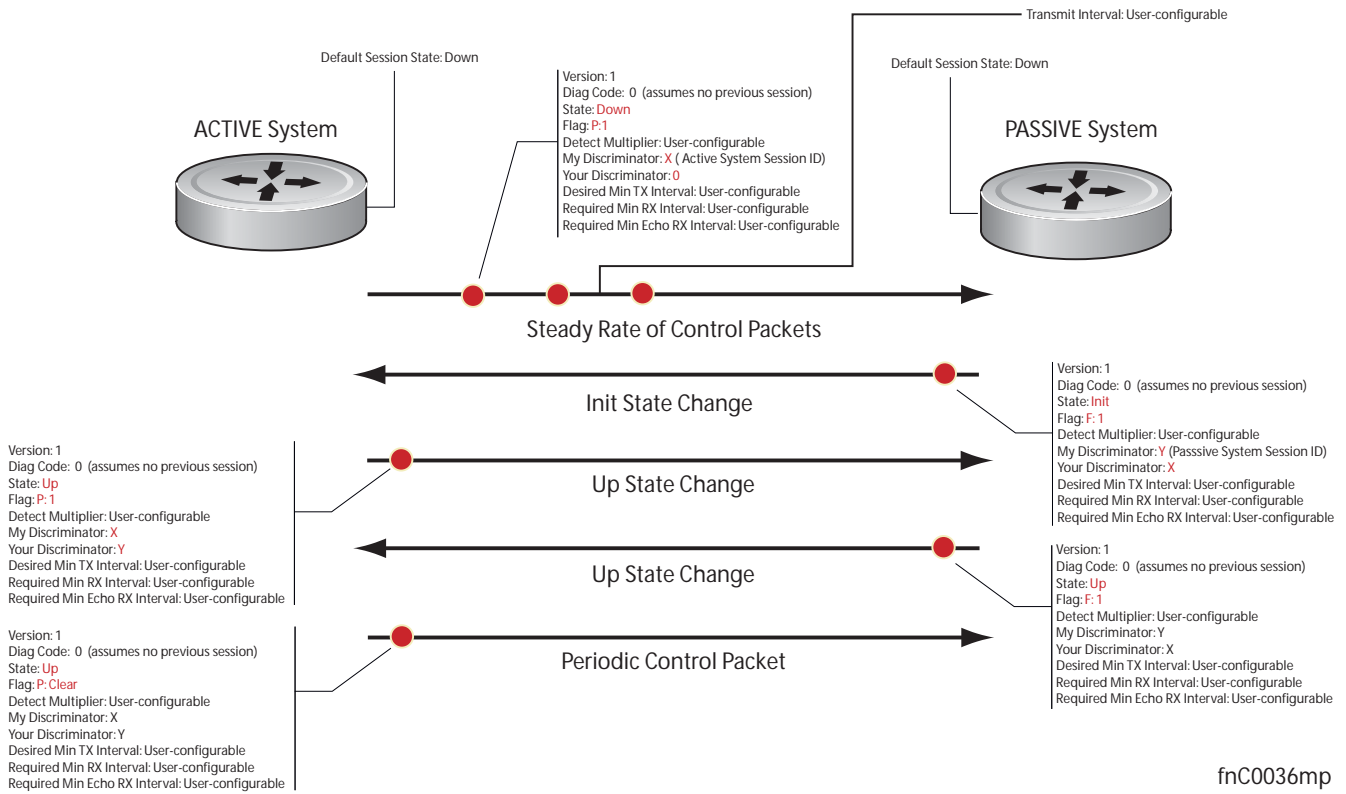 Transmit Interval: User-configurable
Default Session State: Down
Default Session State: Down
Version: 1
Diag Code: 0 (assumes no previous session)
State: Down
Flag: P:1
Detect Multiplier: User-configurable
My Discriminator: X ( Active System Session ID)
Your Discriminator: 0
Desired Min TX Interval: User-configurable
Required Min RX Interval: User-configurable
Required Min Echo RX Interval: User-configurable
ACTIVE System
PASSIVE System
Steady Rate of Control Packets
Init State Change
Version: 1
Diag Code: 0 (assumes no previous session)
State: Init
Flag: F: 1
Detect Multiplier: User-configurable
My Discriminator: Y (Passsive System Session ID)
Your Discriminator: X
Desired Min TX Interval: User-configurable
Required Min RX Interval: User-configurable
Required Min Echo RX Interval: User-configurable
Version: 1
Diag Code: 0 (assumes no previous session)
State: Up
Flag: P: 1
Detect Multiplier: User-configurable
My Discriminator: X
Your Discriminator: Y
Desired Min TX Interval: User-configurable
Required Min RX Interval: User-configurable
Required Min Echo RX Interval: User-configurable
Up State Change
Up State Change
Version: 1
Diag Code: 0 (assumes no previous session)
State: Up
Flag: F: 1
Detect Multiplier: User-configurable
My Discriminator: Y
Your Discriminator: X
Desired Min TX Interval: User-configurable
Required Min RX Interval: User-configurable
Required Min Echo RX Interval: User-configurable
Version: 1
Diag Code: 0 (assumes no previous session)
State: Up
Flag: P: Clear
Detect Multiplier: User-configurable
My Discriminator: X
Your Discriminator: Y
Desired Min TX Interval: User-configurable
Required Min RX Interval: User-configurable
Required Min Echo RX Interval: User-configurable
Periodic Control Packet
fnC0036mp